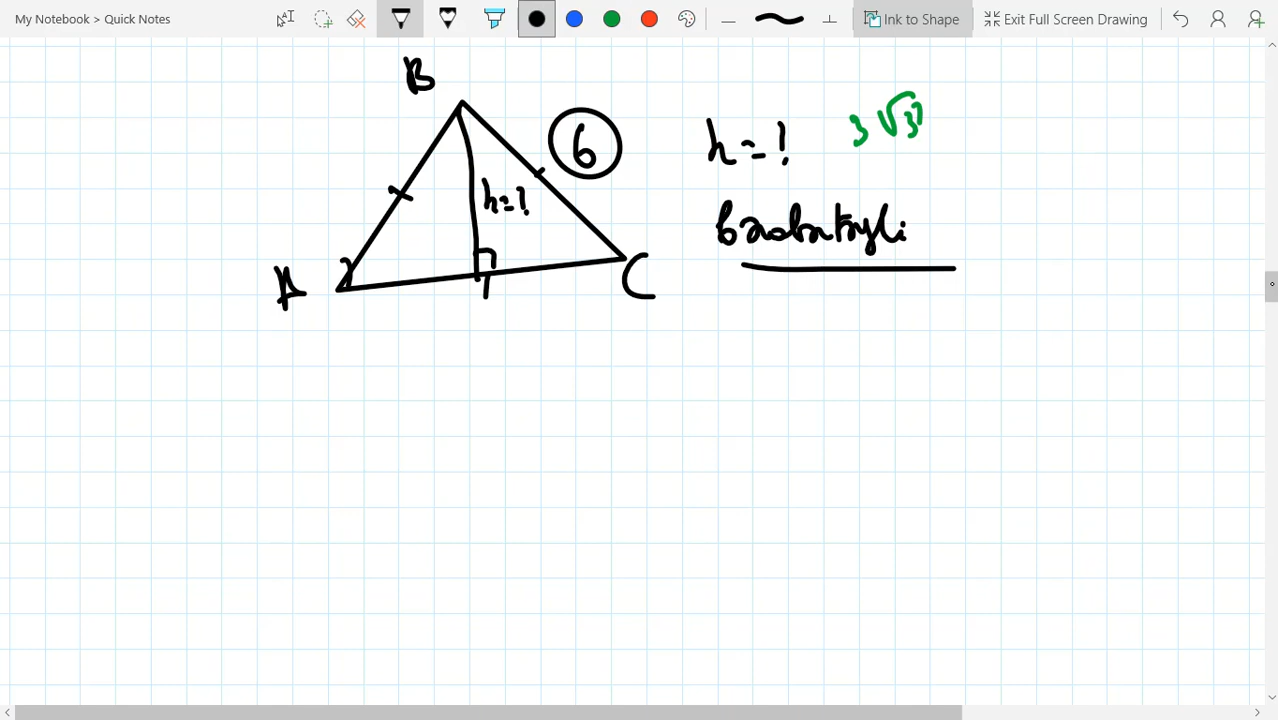 My Notebook > Quick Notes
Ink to Shape
Exit Full Screen Drawing
B
6
h=?
3√3
h=?
A
C